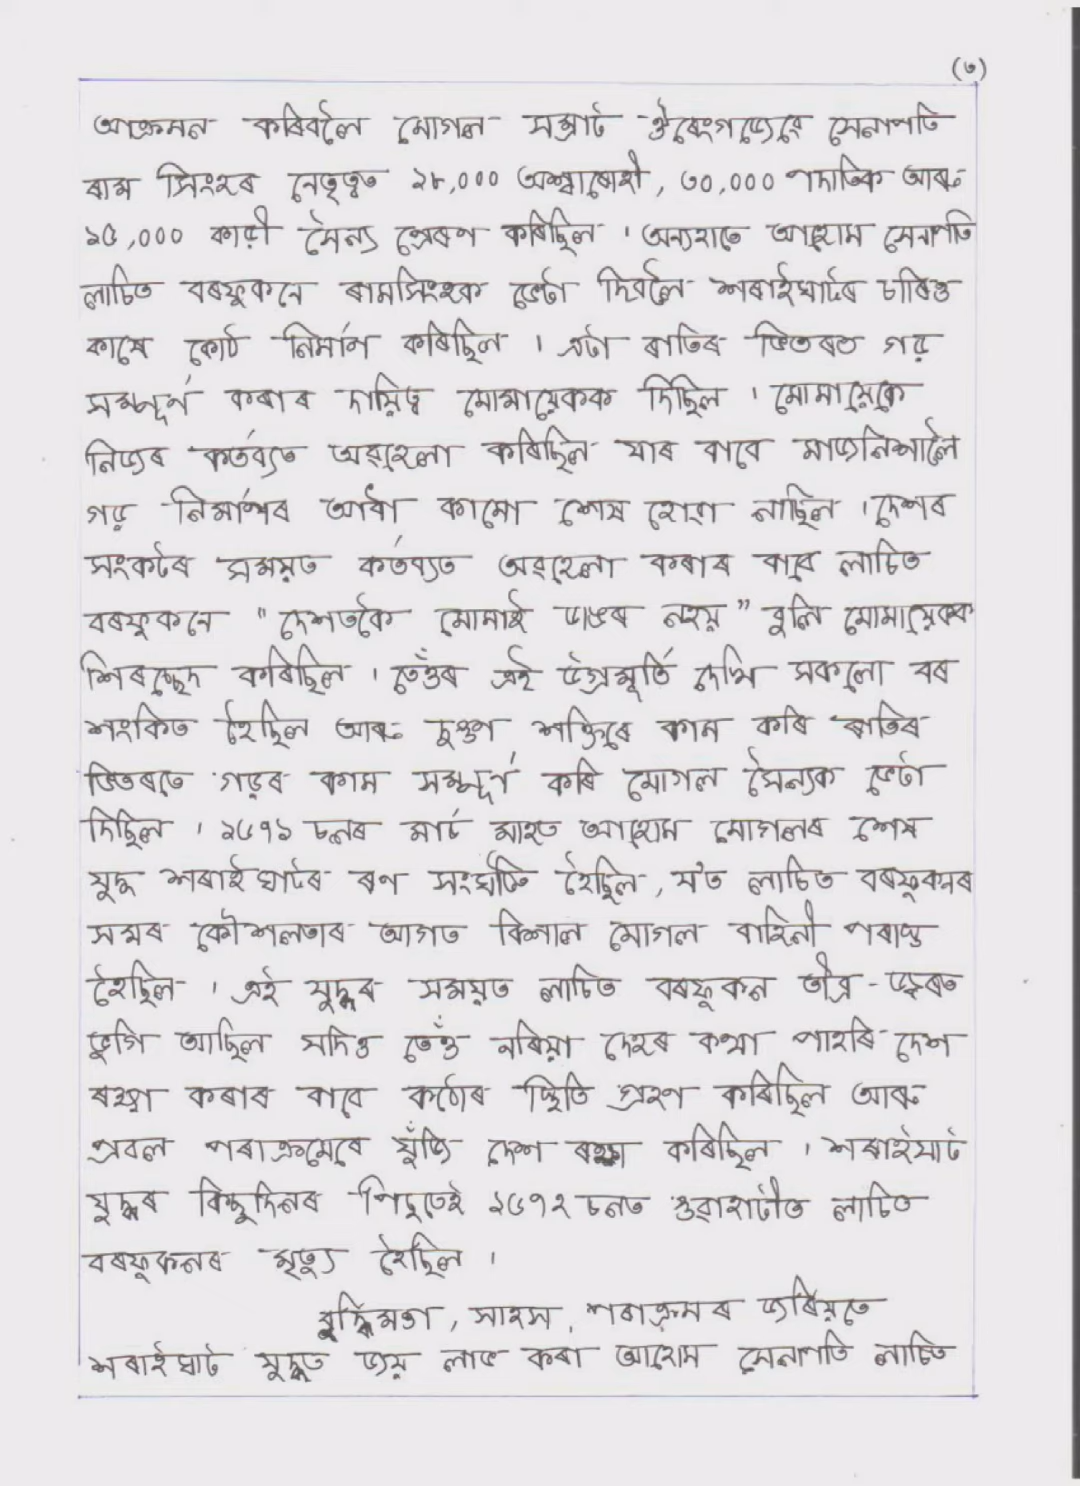 (৩)
আক্ৰমন কৰিবলৈ মোগল সম্ৰাট ঔৰেংগজেবে সেনাপতি
ৰাম সিংহৰ নেতৃত্বত ১৮,০০০ অশ্বাৰোহী, ৩০,০০০ পদাতিক আৰু
১৫,০০০ কাড়ী সৈন্য প্ৰেৰণ কৰিছিল । অন্যহাতে আহোম সেনাপতি
লাচিত বৰফুকনে ৰামসিংহক ভেটা দিবলৈ শৰাইঘাটৰ চাৰিও
কাষে কোঠ নিৰ্মাণ কৰিছিল । এটা ৰাতিৰ ভিতৰত গড়
সম্পূৰ্ণ কৰাৰ দায়িত্ব মোমায়েকক দিছিল । মোমায়েকে
নিজৰ কৰ্তব্যত অৱহেলা কৰিছিল যাৰ বাবে মাজনিশালৈ
গড় নিৰ্মাণৰ আধা কামো শেষ হোৱা নাছিল । দেশৰ
সংকটৰ সময়ত কৰ্তব্যত অৱহেলা কৰাৰ বাবে লাচিত
বৰফুকনে "দেশতকৈ মোমাই ডাঙৰ নহয়" বুলি মোমায়েকক
শিৰচ্ছেদ কৰিছিল । তেওঁৰ এই উগ্ৰমূৰ্তি দেখি সকলো বৰ
শংকিত হৈছিল আৰু দুগুণ শক্তিৰে কাম কৰি ৰাতিৰ
ভিতৰতে গড়ৰ কাম সম্পূৰ্ণ কৰি মোগল সৈন্যক ভেটা
দিছিল । ১৬৭১ চনৰ মাৰ্চ মাহত আহোম মোগলৰ শেষ
যুদ্ধ শৰাইঘাটৰ ৰণ সংঘটিত হৈছিল, য'ত লাচিত বৰফুকনৰ
সমৰ কৌশলতাৰ আগত বিশাল মোগল বাহিনী পৰাস্ত
হৈছিল । এই যুদ্ধৰ সময়ত লাচিত বৰফুকন তীব্ৰ - জ্বৰত
ভুগি আছিল যদিও তেওঁ নৰিয়া দেহৰ কথা পাহৰি দেশ
ৰক্ষা কৰাৰ বাবে কঠোৰ স্থিতি গ্ৰহণ কৰিছিল আৰু
প্ৰবল পৰাক্ৰমেৰে যুঁজি দেশ ৰক্ষা কৰিছিল । শৰাইঘাট
যুদ্ধৰ কিছুদিনৰ পিছতেই ১৬৭২ চনত গুৱাহাটীত লাচিত
বৰফুকনৰ মৃত্যু হৈছিল ।
বুদ্ধিমত্তা, সাহস, পৰাক্ৰমৰ জৰিয়তে
শৰাইঘাট যুদ্ধত জয় লাভ কৰা আহোম সেনাপতি লাচিত